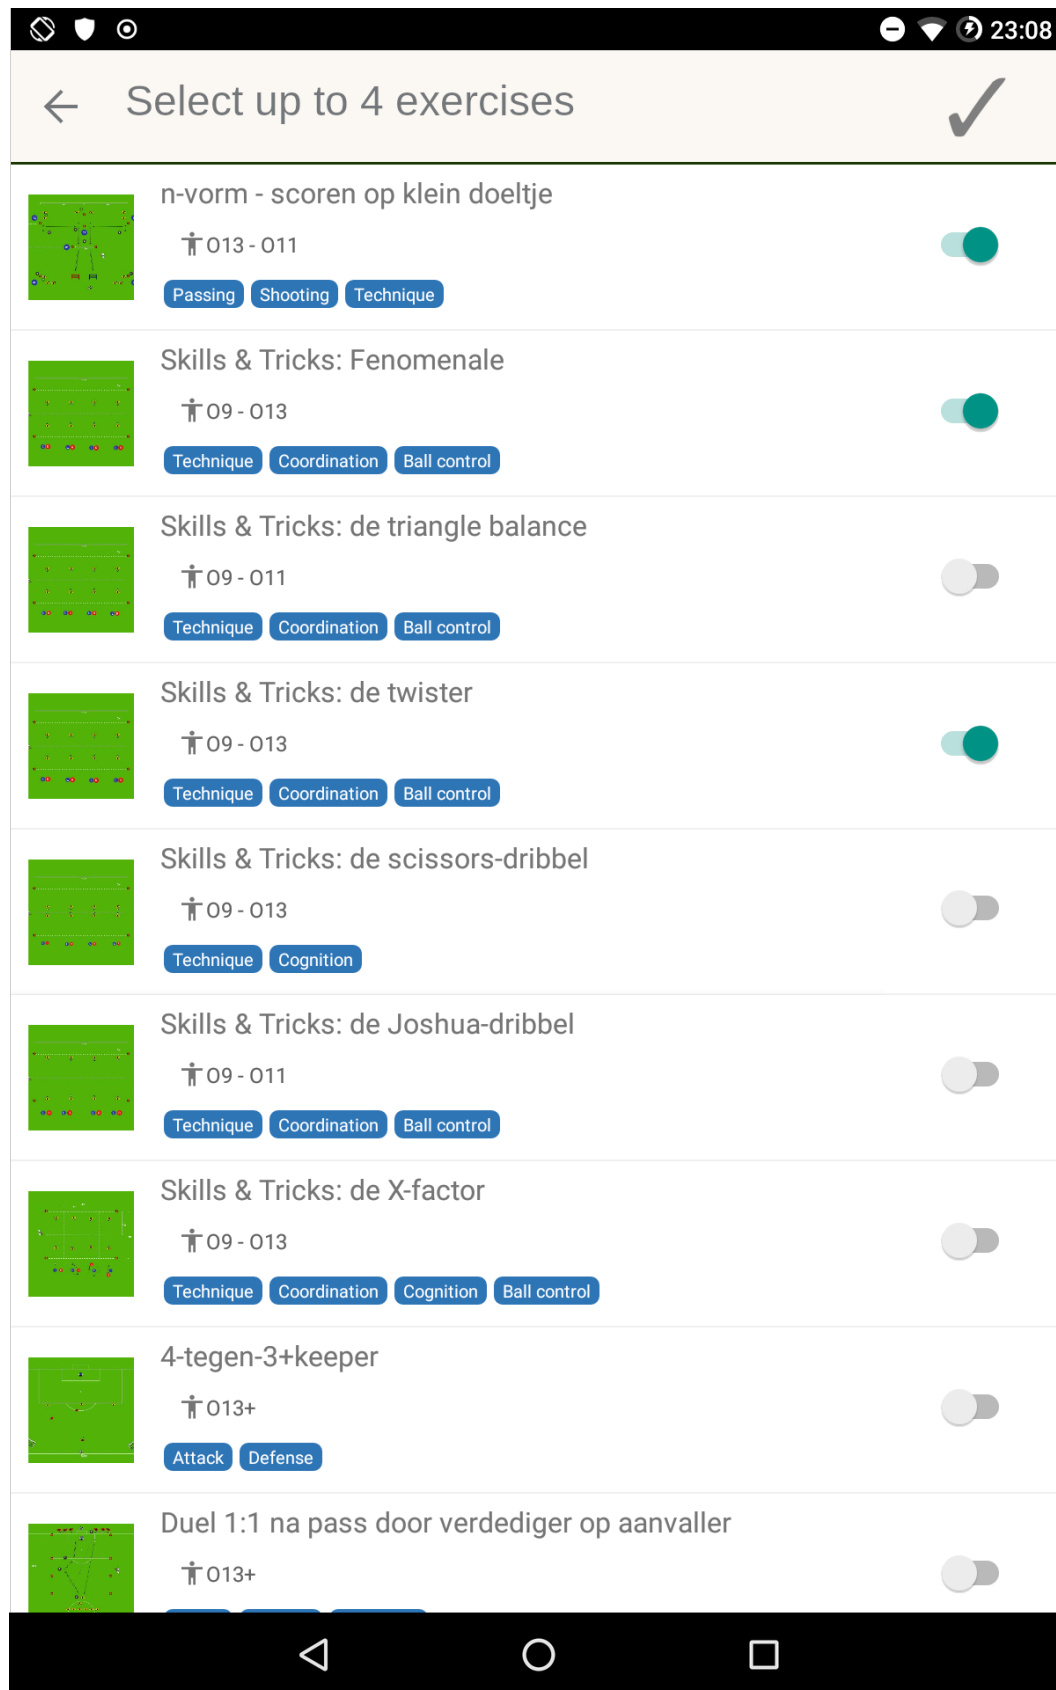 23:08
Select up to 4 exercises
n-vorm - scoren op klein doeltje
O13 - O11
Passing Shooting Technique
Skills & Tricks: Fenomenale
O9 - O13
Technique Coordination Ball control
Skills & Tricks: de triangle balance
O9 - O11
Technique Coordination Ball control
Skills & Tricks: de twister
O9 - O13
Technique Coordination Ball control
Skills & Tricks: de scissors-dribbel
O9 - O13
Technique Cognition
Skills & Tricks: de Joshua-dribbel
O9 - O11
Technique Coordination Ball control
Skills & Tricks: de X-factor
O9 - O13
Technique Coordination Cognition Ball control
4-tegen-3+keeper
O13+
Attack Defense
Duel 1:1 na pass door verdediger op aanvaller
O13+